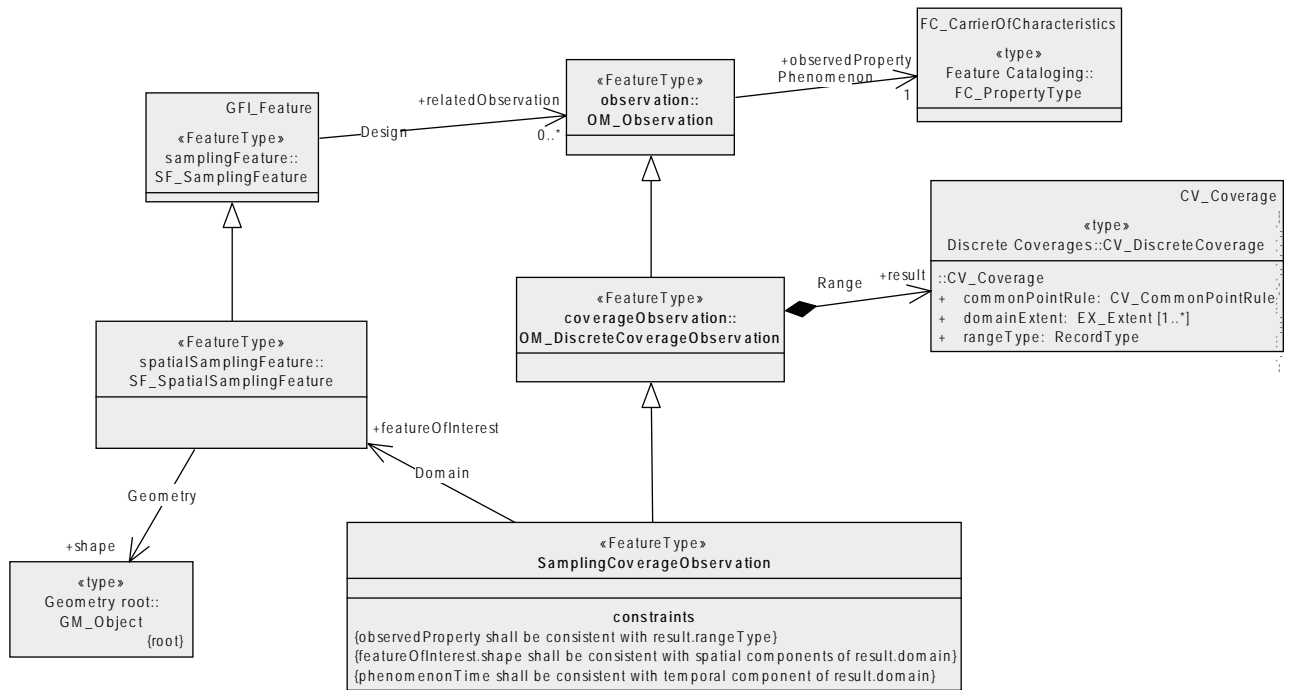 FC_CarrierOfCharacteristics
«type»
Feature Cataloging::
FC_PropertyType
+observedProperty
Phenomenon
1
«FeatureType»
observation::
OM_Observation
+relatedObservation
Design
0..*
GFI_Feature
«FeatureType»
samplingFeature::
SF_SamplingFeature
CV_Coverage
«type»
Discrete Coverages::CV_DiscreteCoverage
::CV_Coverage
+ commonPointRule: CV_CommonPointRule
+ domainExtent: EX_Extent [1..*]
+ rangeType: RecordType
Range
+result
«FeatureType»
coverageObservation::
OM_DiscreteCoverageObservation
«FeatureType»
spatialSamplingFeature::
SF_SpatialSamplingFeature
+featureOfInterest
Domain
Geometry
+shape
«type»
Geometry root::
GM_Object
{root}
«FeatureType»
SamplingCoverageObservation
constraints
{observedProperty shall be consistent with result.rangeType}
{featureOfInterest.shape shall be consistent with spatial components of result.domain}
{phenomenonTime shall be consistent with temporal component of result.domain}